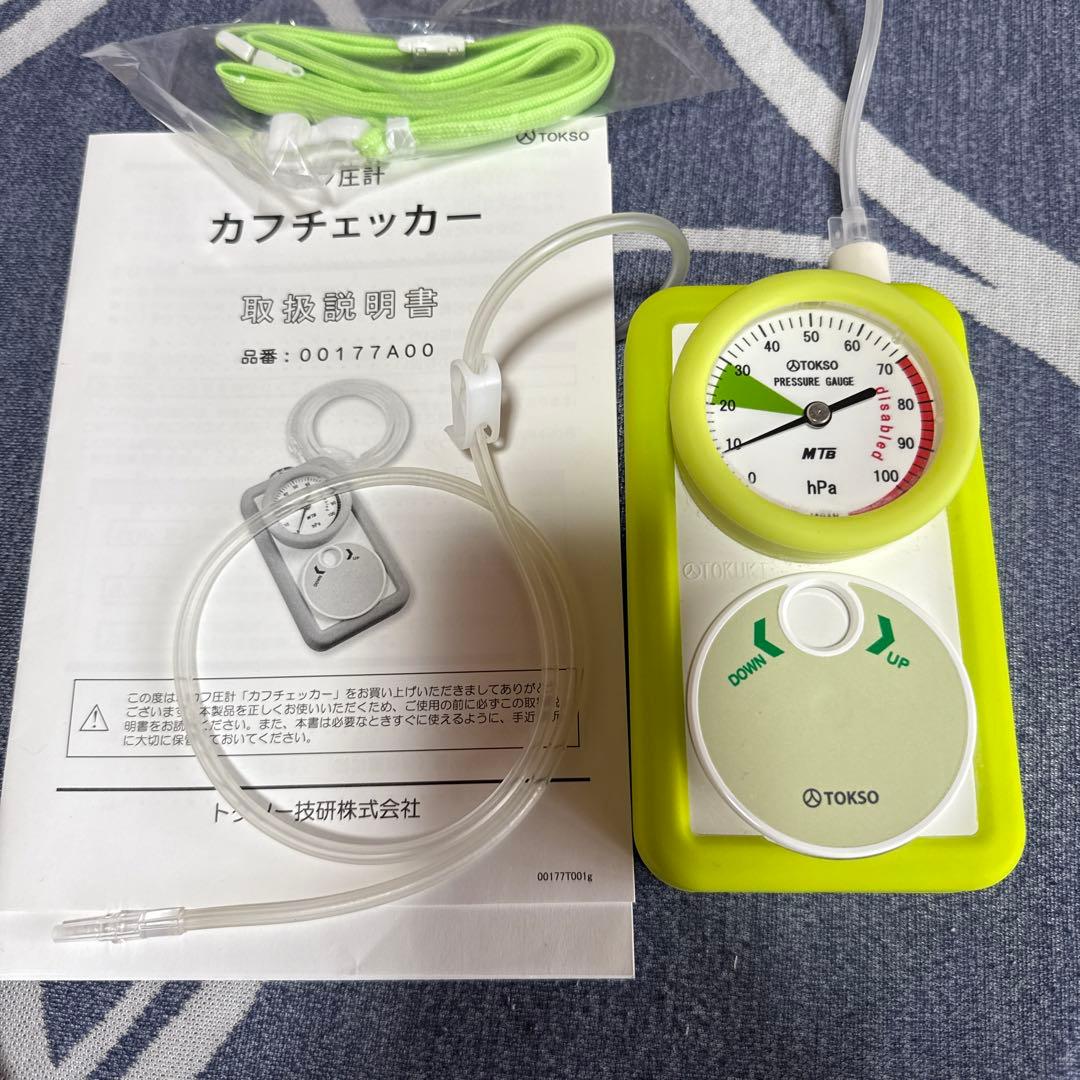 TOKSO
圧計
カフチェッカー
取扱説明書
品番：00177A00
DOWN
UP
この度は カフ圧計「カフチェッカー」をお買い上げいただきましてありがと
ございます 本製品を正しくお使いいただくため、ご使用の前に必ずこの取
明書をお読 ください。また、本書は必要なときすぐに使えるように、手近
に大切に保 ておいてください。
ト ー技研株式会社
00177T001g
0
10
20
30
40
50
60
70
80
90
100
TOKSO
PRESSURE GAUGE
disabled
MTG
hPa
JAPAN
DOWN
UP
TOKSO